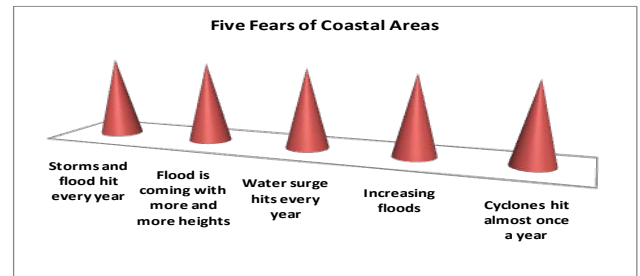 Five Fears of Coastal Areas
Storms and
flood hit
every year
Flood is
coming with
more and
more heights
Water surge
hits every
year
Increasing
floods
Cyclones hit
almost once
a year